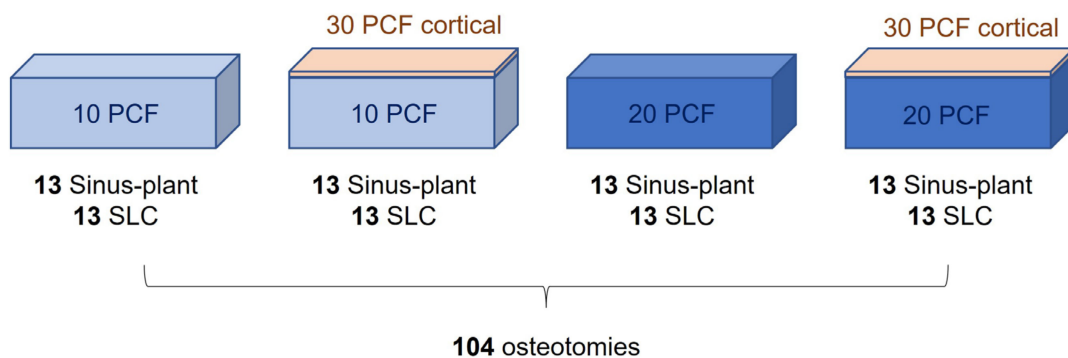 30 PCF cortical
30 PCF cortical
10 PCF
10 PCF
20 PCF
20 PCF
13 Sinus-plant
13 SLC
13 Sinus-plant
13 SLC
13 Sinus-plant
13 SLC
13 Sinus-plant
13 SLC
104 osteotomies